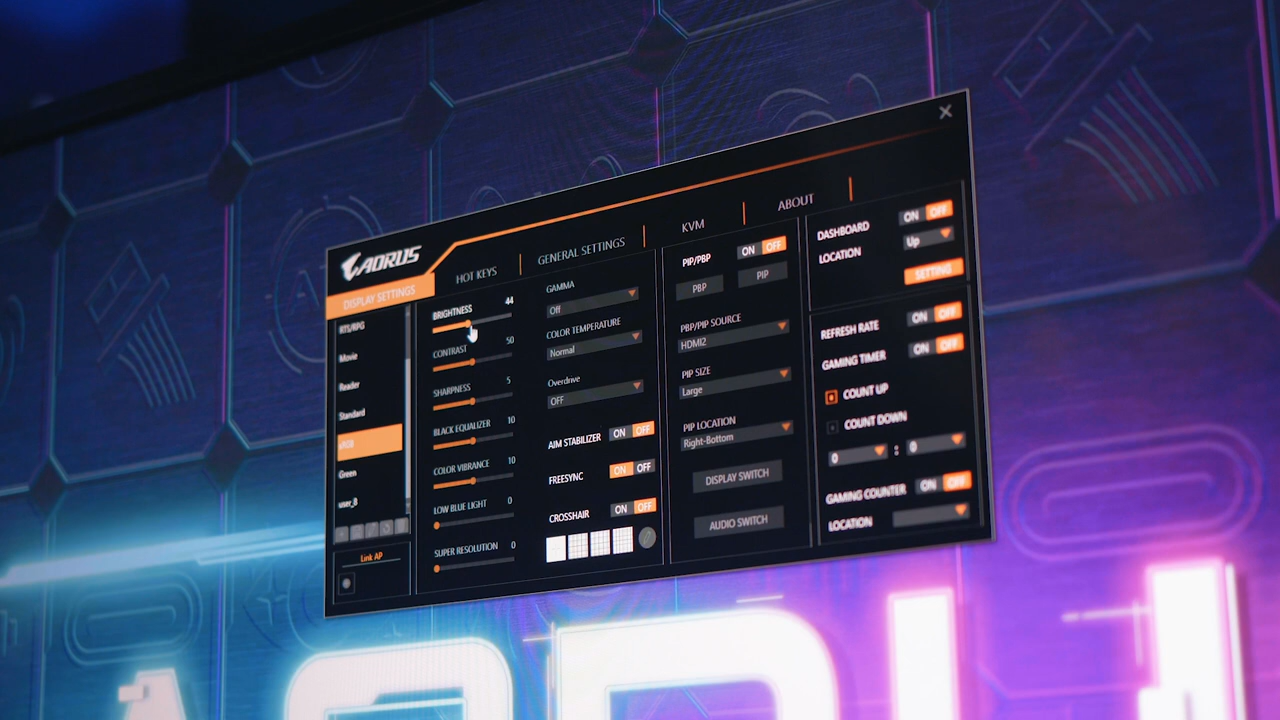 AORUS
DISPLAY SETTINGS
HOT KEYS
GENERAL SETTINGS
KVM
ABOUT
RTS/RPG
Movie
Reader
Standard
Green
user_8
Link AP
BRIGHTNESS 44
CONTRAST 50
SHARPNESS 5
BLACK EQUALIZER 10
COLOR VIBRANCE 10
LOW BLUE LIGHT 0
SUPER RESOLUTION 0
GAMMA
Off
COLOR TEMPERATURE
Normal
Overdrive
OFF
AIM STABILIZER ON OFF
FREESYNC ON OFF
CROSSHAIR ON OFF
PIP/PBP ON OFF
PBP PIP
PBP/PIP SOURCE
HDMI2
PIP SIZE
Large
PIP LOCATION
Right-Bottom
DISPLAY SWITCH
AUDIO SWITCH
DASHBOARD ON OFF
LOCATION Up
SETTING
REFRESH RATE ON OFF
GAMING TIMER ON OFF
COUNT UP
COUNT DOWN
0 : 0
GAMING COUNTER ON OFF
LOCATION